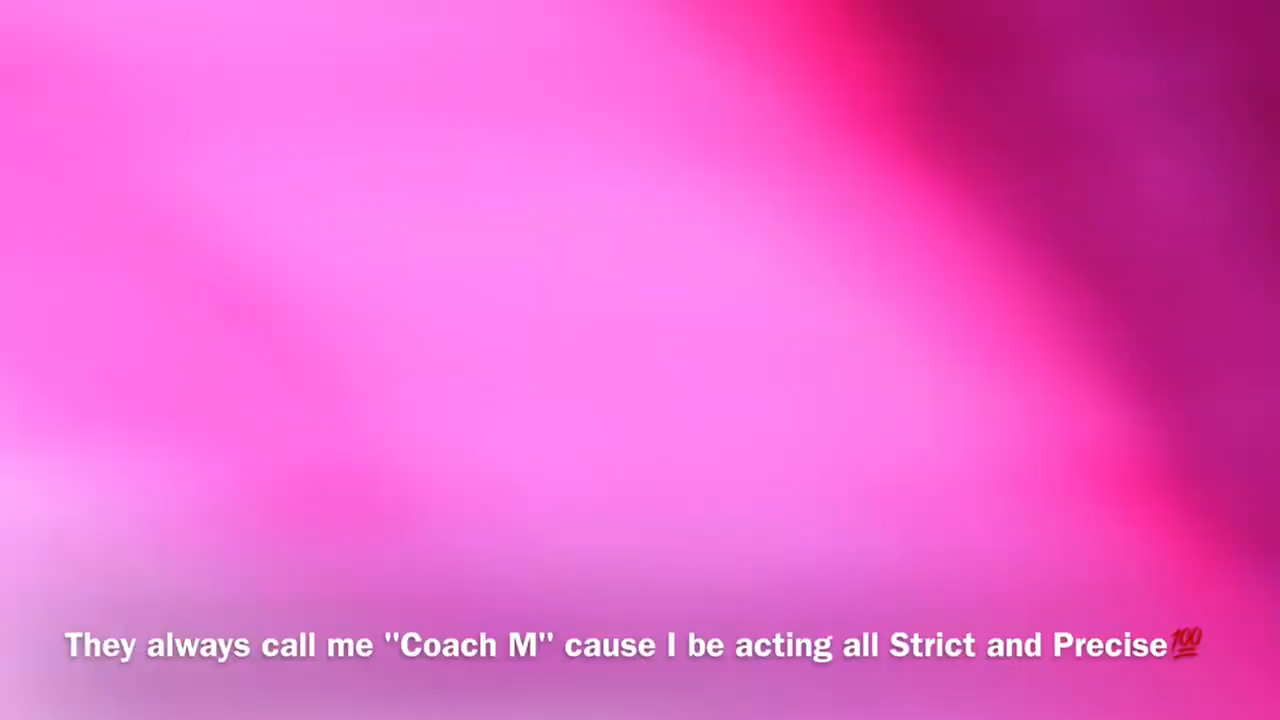 They always call me "Coach M" cause I be acting all Strict and Precise💯